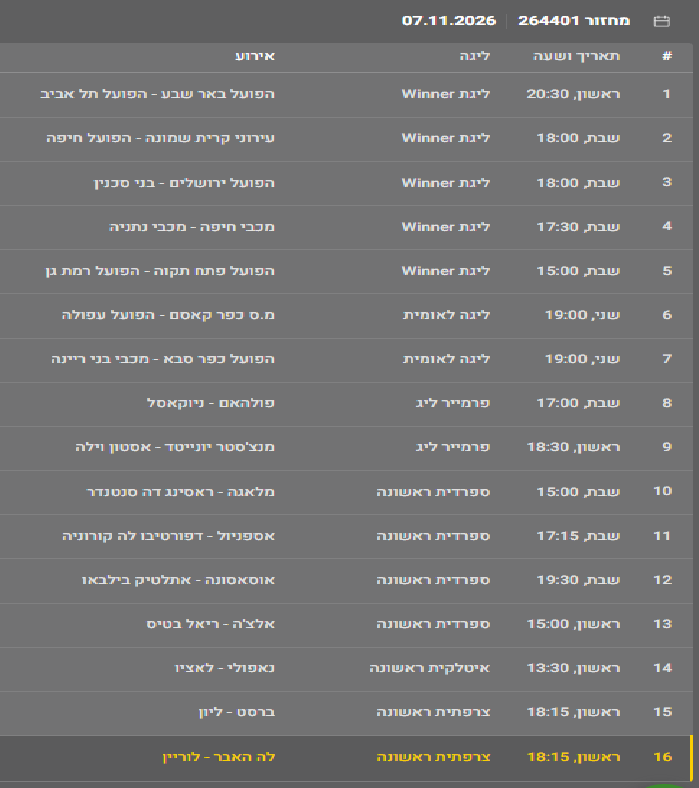 מחזור 264401 | 07.11.2026
# תאריך ושעה ליגה אירוע
1 ראשון, 20:30 ליגת Winner הפועל באר שבע - הפועל תל אביב
2 שבת, 18:00 ליגת Winner עירוני קרית שמונה - הפועל חיפה
3 שבת, 18:00 ליגת Winner הפועל ירושלים - בני סכנין
4 שבת, 17:30 ליגת Winner מכבי חיפה - מכבי נתניה
5 שבת, 15:00 ליגת Winner הפועל פתח תקוה - הפועל רמת גן
6 שני, 19:00 ליגה לאומית מ.ס כפר קאסם - הפועל עפולה
7 שני, 19:00 ליגה לאומית הפועל כפר סבא - מכבי בני ריינה
8 שבת, 17:00 פרמייר ליג פולהאם - ניוקאסל
9 ראשון, 18:30 פרמייר ליג מנצ'סטר יונייטד - אסטון וילה
10 שבת, 15:00 ספרדית ראשונה מלאגה - ראסינג דה סנטנדר
11 שבת, 17:15 ספרדית ראשונה אספניול - דפורטיבו לה קורוניה
12 שבת, 19:30 ספרדית ראשונה אוסאסונה - אתלטיק בילבאו
13 ראשון, 15:00 ספרדית ראשונה אלצ'ה - ריאל בטיס
14 ראשון, 13:30 איטלקית ראשונה נאפולי - לאציו
15 ראשון, 18:15 צרפתית ראשונה ברסט - ליון
16 ראשון, 18:15 צרפתית ראשונה לה האבר - לוריין